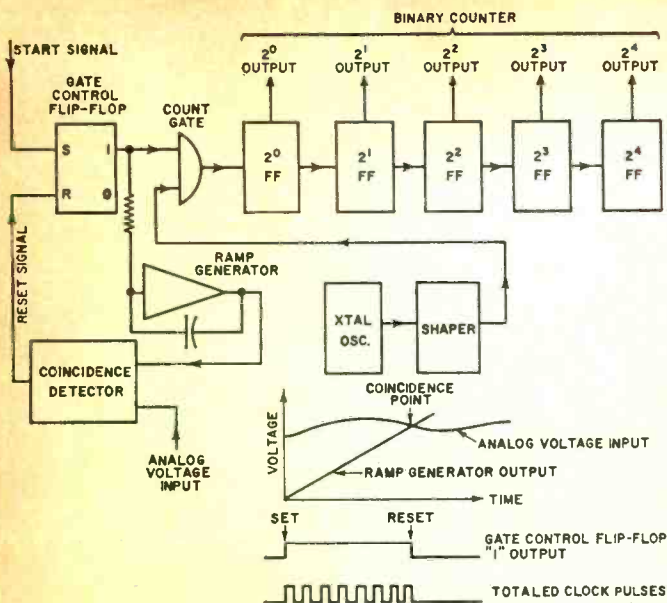 BINARY COUNTER
START SIGNAL
2⁰ OUTPUT
2¹ OUTPUT
2² OUTPUT
2³ OUTPUT
2⁴ OUTPUT
GATE
CONTROL
FLIP-FLOP
COUNT
GATE
S 1
R 0
2⁰ FF
2¹ FF
2² FF
2³ FF
2⁴ FF
RESET SIGNAL
RAMP
GENERATOR
XTAL
OSC.
SHAPER
COINCIDENCE
DETECTOR
ANALOG
VOLTAGE
INPUT
COINCIDENCE
POINT
VOLTAGE
ANALOG VOLTAGE INPUT
RAMP GENERATOR OUTPUT
TIME
SET
RESET
GATE CONTROL FLIP-FLOP
"1" OUTPUT
TOTALED CLOCK PULSES